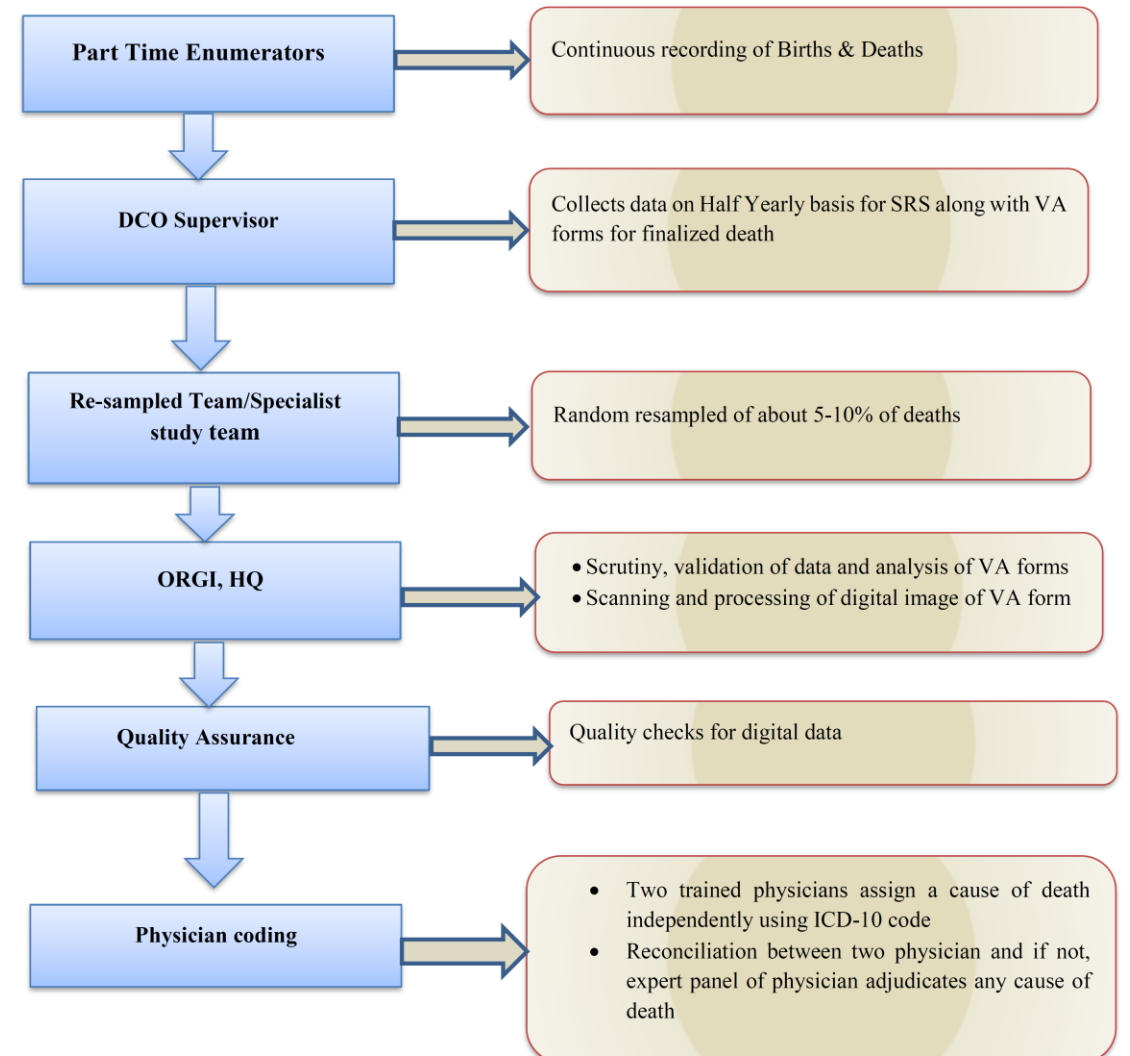 Part Time Enumerators
Continuous recording of Births & Deaths
DCO Supervisor
Collects data on Half Yearly basis for SRS along with VA
forms for finalized death
Re-sampled Team/Specialist
study team
Random resampled of about 5-10% of deaths
ORGI, HQ
• Scrutiny, validation of data and analysis of VA forms
• Scanning and processing of digital image of VA form
Quality Assurance
Quality checks for digital data
Physician coding
• Two trained physicians assign a cause of death
independently using ICD-10 code
• Reconciliation between two physician and if not,
expert panel of physician adjudicates any cause of
death